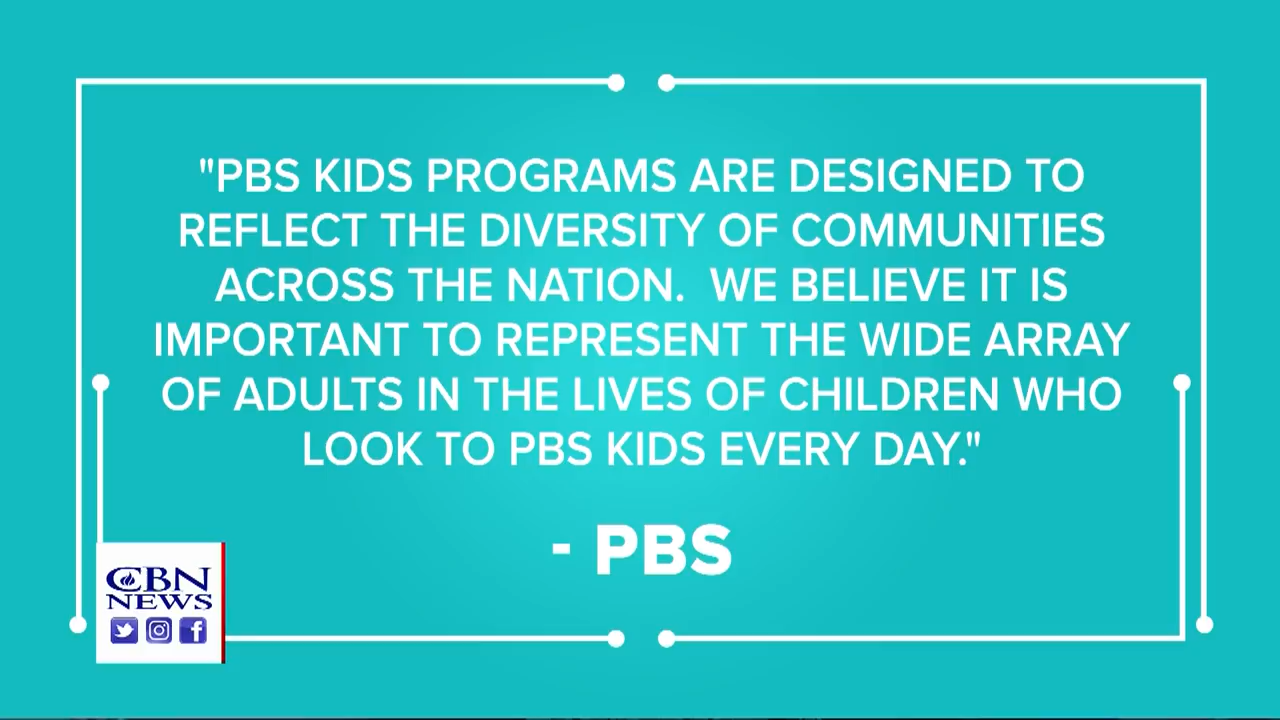 "PBS KIDS PROGRAMS ARE DESIGNED TO
REFLECT THE DIVERSITY OF COMMUNITIES
ACROSS THE NATION.  WE BELIEVE IT IS
IMPORTANT TO REPRESENT THE WIDE ARRAY
OF ADULTS IN THE LIVES OF CHILDREN WHO
LOOK TO PBS KIDS EVERY DAY."
- PBS
CBN
NEWS